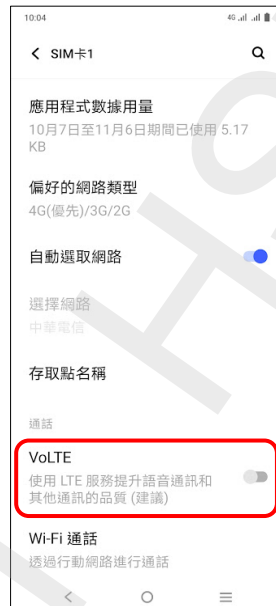 10:04
4G
SIM卡1
應用程式數據用量
10月7日至11月6日期間已使用 5.17
KB
偏好的網路類型
4G(優先)/3G/2G
自動選取網路
選擇網路
中華電信
存取點名稱
通話
VoLTE
使用 LTE 服務提升語音通訊和
其他通訊的品質 (建議)
Wi-Fi 通話
透過行動網路進行通話